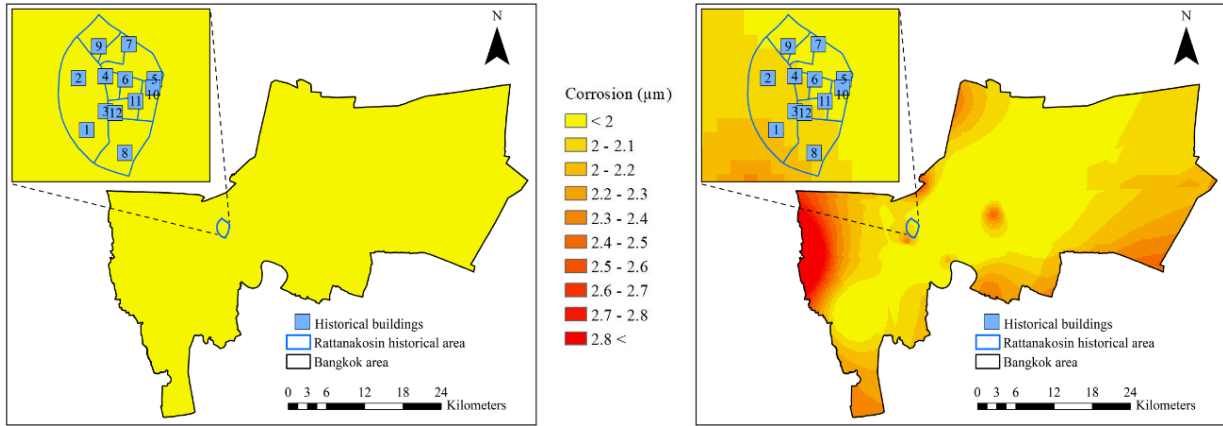 N
9
7
2
4
6
5
10
11
3
12
1
8
Historical buildings
Rattanakosin historical area
Bangkok area
0 3 6 12 18 24
Kilometers
Corrosion (µm)
< 2
2 - 2.1
2 - 2.2
2.2 - 2.3
2.3 - 2.4
2.4 - 2.5
2.5 - 2.6
2.6 - 2.7
2.7 - 2.8
2.8 <
N
9
7
2
4
6
5
10
11
3
12
1
8
Historical buildings
Rattanakosin historical area
Bangkok area
0 3 6 12 18 24
Kilometers